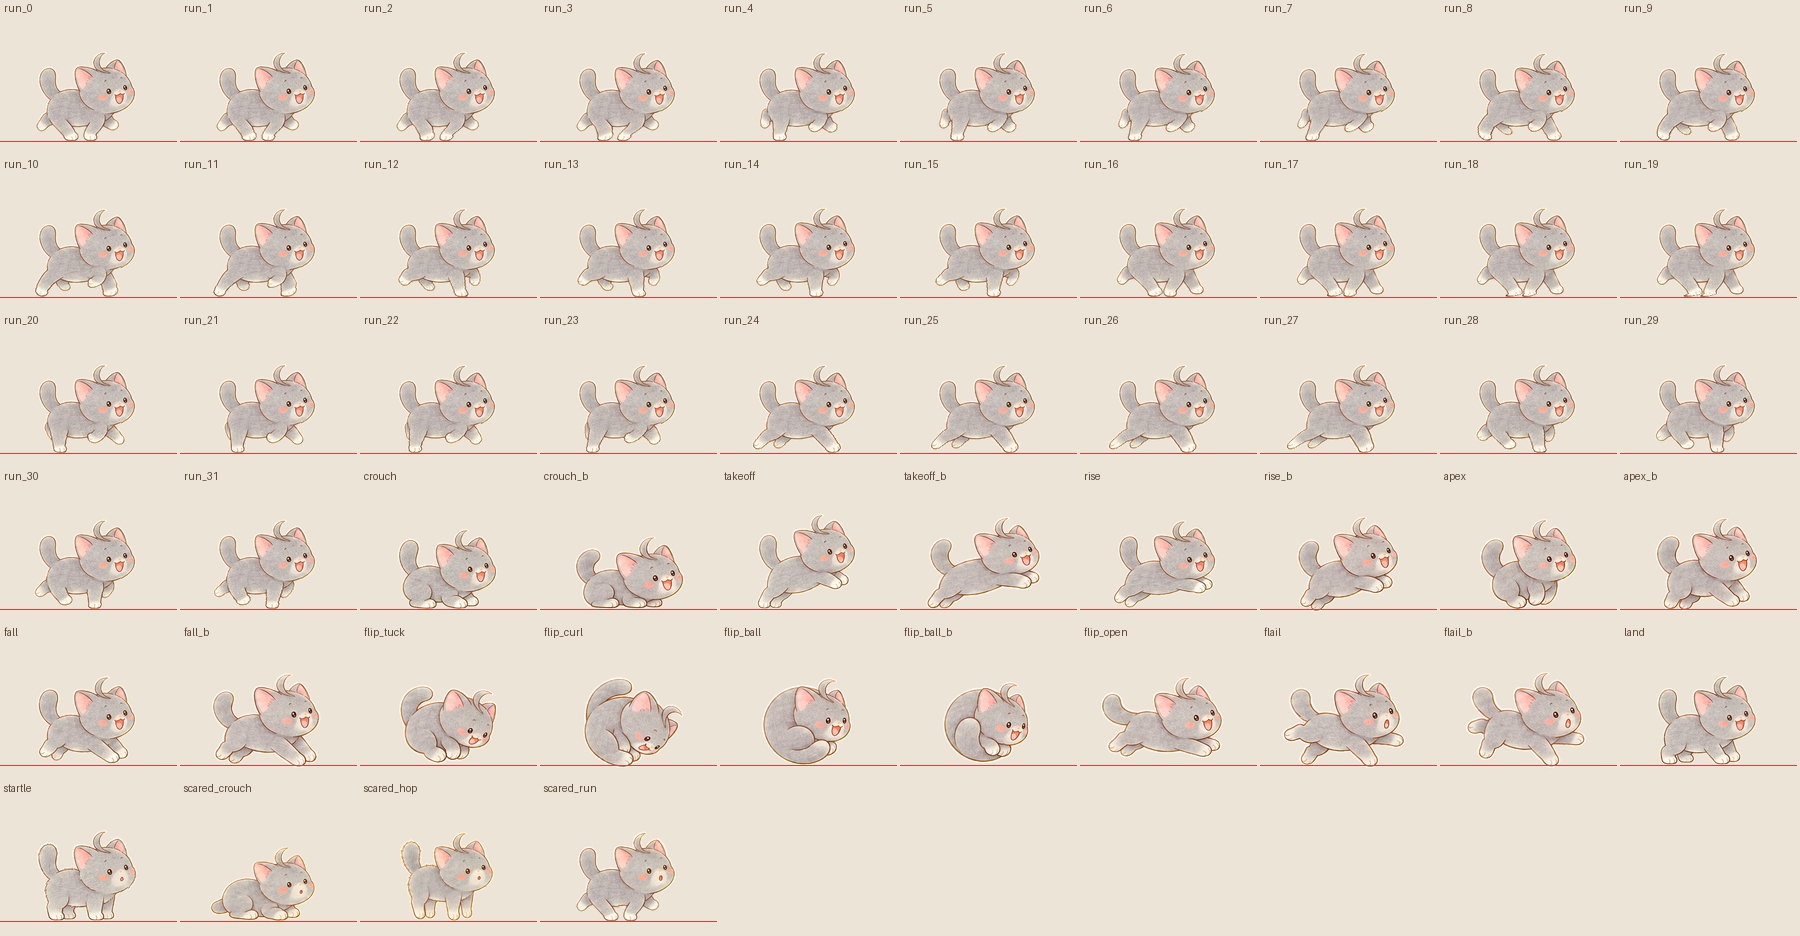 run_0 run_1 run_2 run_3 run_4 run_5 run_6 run_7 run_8 run_9
run_10 run_11 run_12 run_13 run_14 run_15 run_16 run_17 run_18 run_19
run_20 run_21 run_22 run_23 run_24 run_25 run_26 run_27 run_28 run_29
run_30 run_31 crouch crouch_b takeoff takeoff_b rise rise_b apex apex_b
fall fall_b flip_tuck flip_curl flip_ball flip_ball_b flip_open flail flail_b land
startle scared_crouch scared_hop scared_run